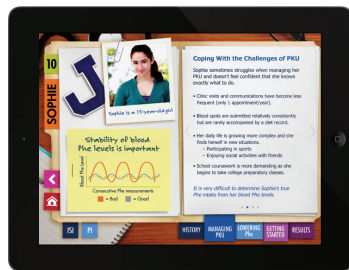 10
SOPHIE
J
Sophie is a 15-year-old girl
Stability of blood
Phe levels is important
Blood Phe Level
Consecutive Phe measurements
= Bad = Good
Coping With the Challenges of PKU
Sophie sometimes struggles when managing her
PKU and doesn't feel confident that she knows
exactly what to do.
• Clinic visits and communications have become less
frequent (only 1 appointment/year).
• Blood spots are submitted relatively consistently
but are rarely accompanied by a diet record.
• Her daily life is growing more complex and she
finds herself in new situations.
– Participating in sports
– Enjoying social activities with friends
• School coursework is more demanding as she
begins to take college preparatory classes.
It is very difficult to determine Sophie's true
Phe intake from her blood Phe levels.
ISI
PI
HISTORY
MANAGING
PKU
LOWERING
Phe
GETTING
STARTED
RESULTS